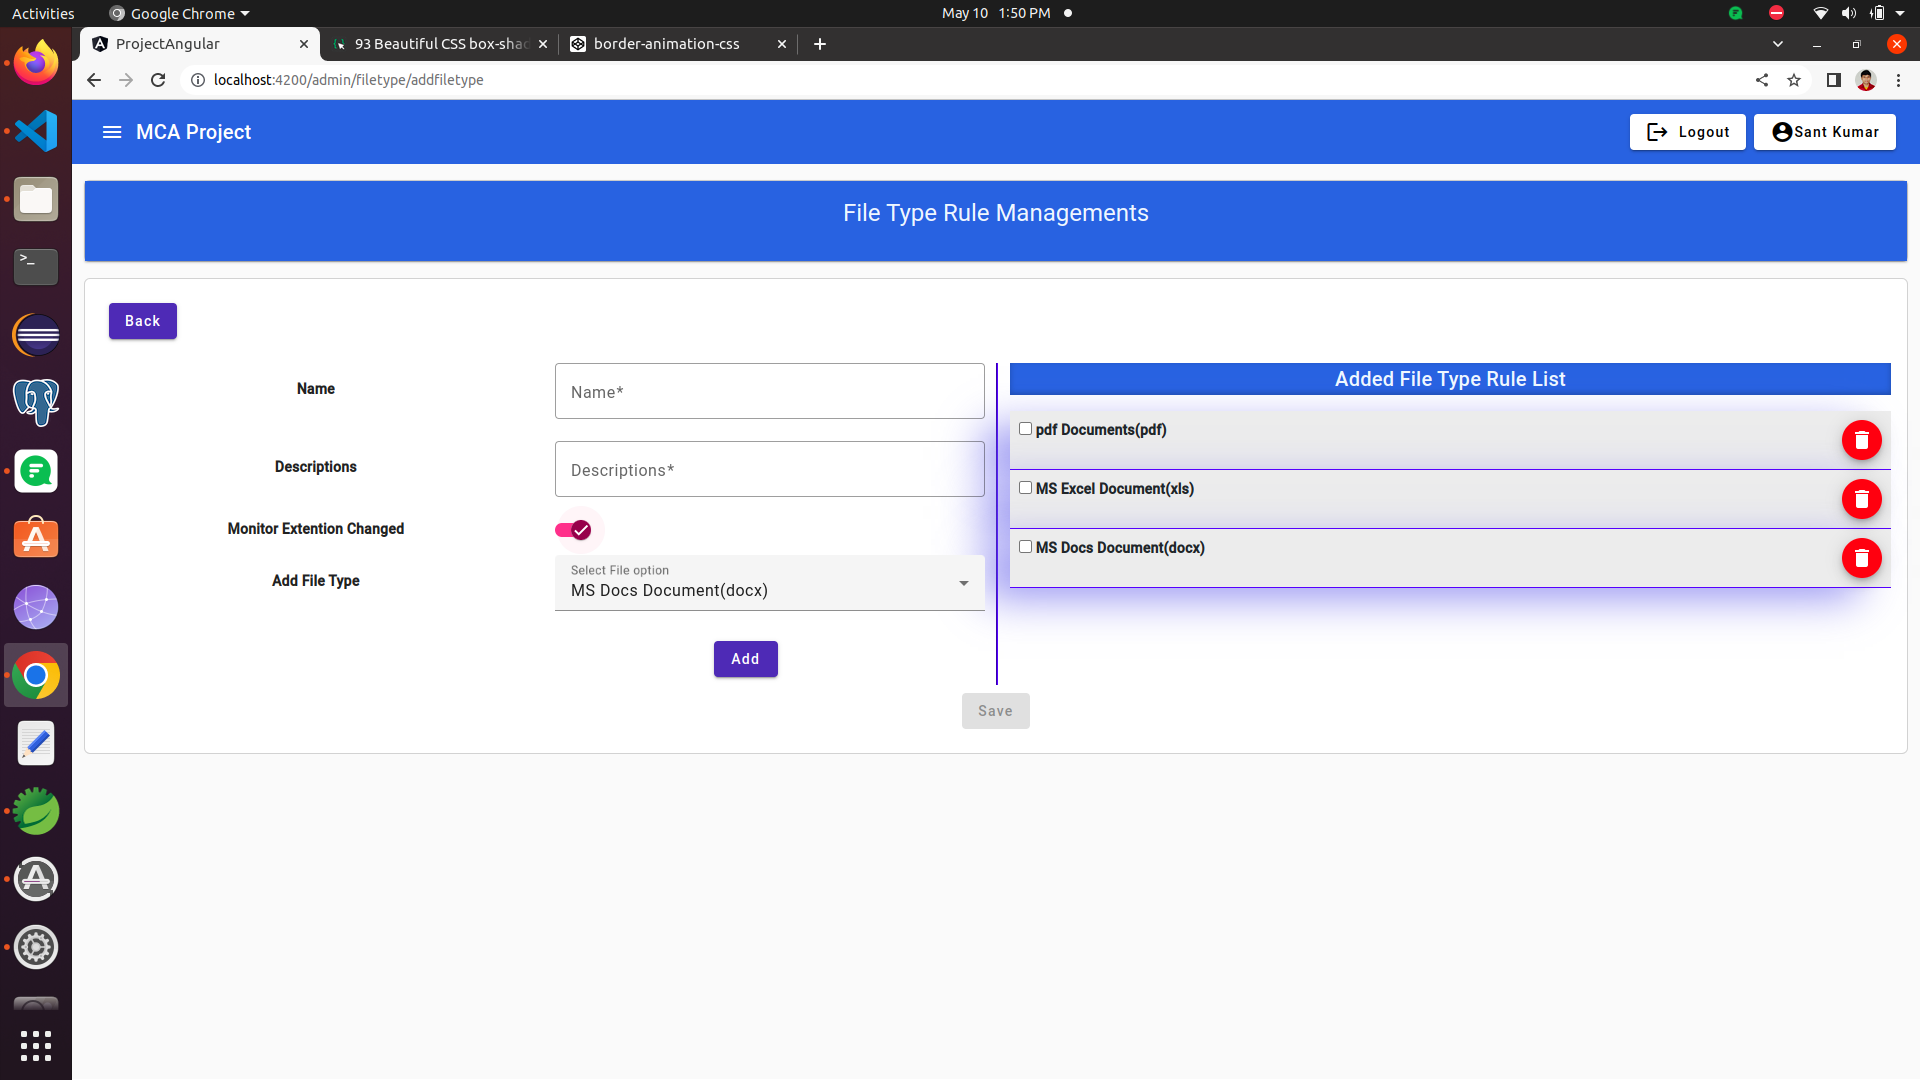 Activities
Google Chrome
May 10 1:50 PM
ProjectAngular
93 Beautiful CSS box-shad
border-animation-css
localhost:4200/admin/filetype/addfiletype
MCA Project
Logout
Sant Kumar
File Type Rule Managements
Back
Name
Name*
Added File Type Rule List
pdf Documents(pdf)
Descriptions
Descriptions*
MS Excel Document(xls)
Monitor Extention Changed
MS Docs Document(docx)
Add File Type
Select File option
MS Docs Document(docx)
Add
Save